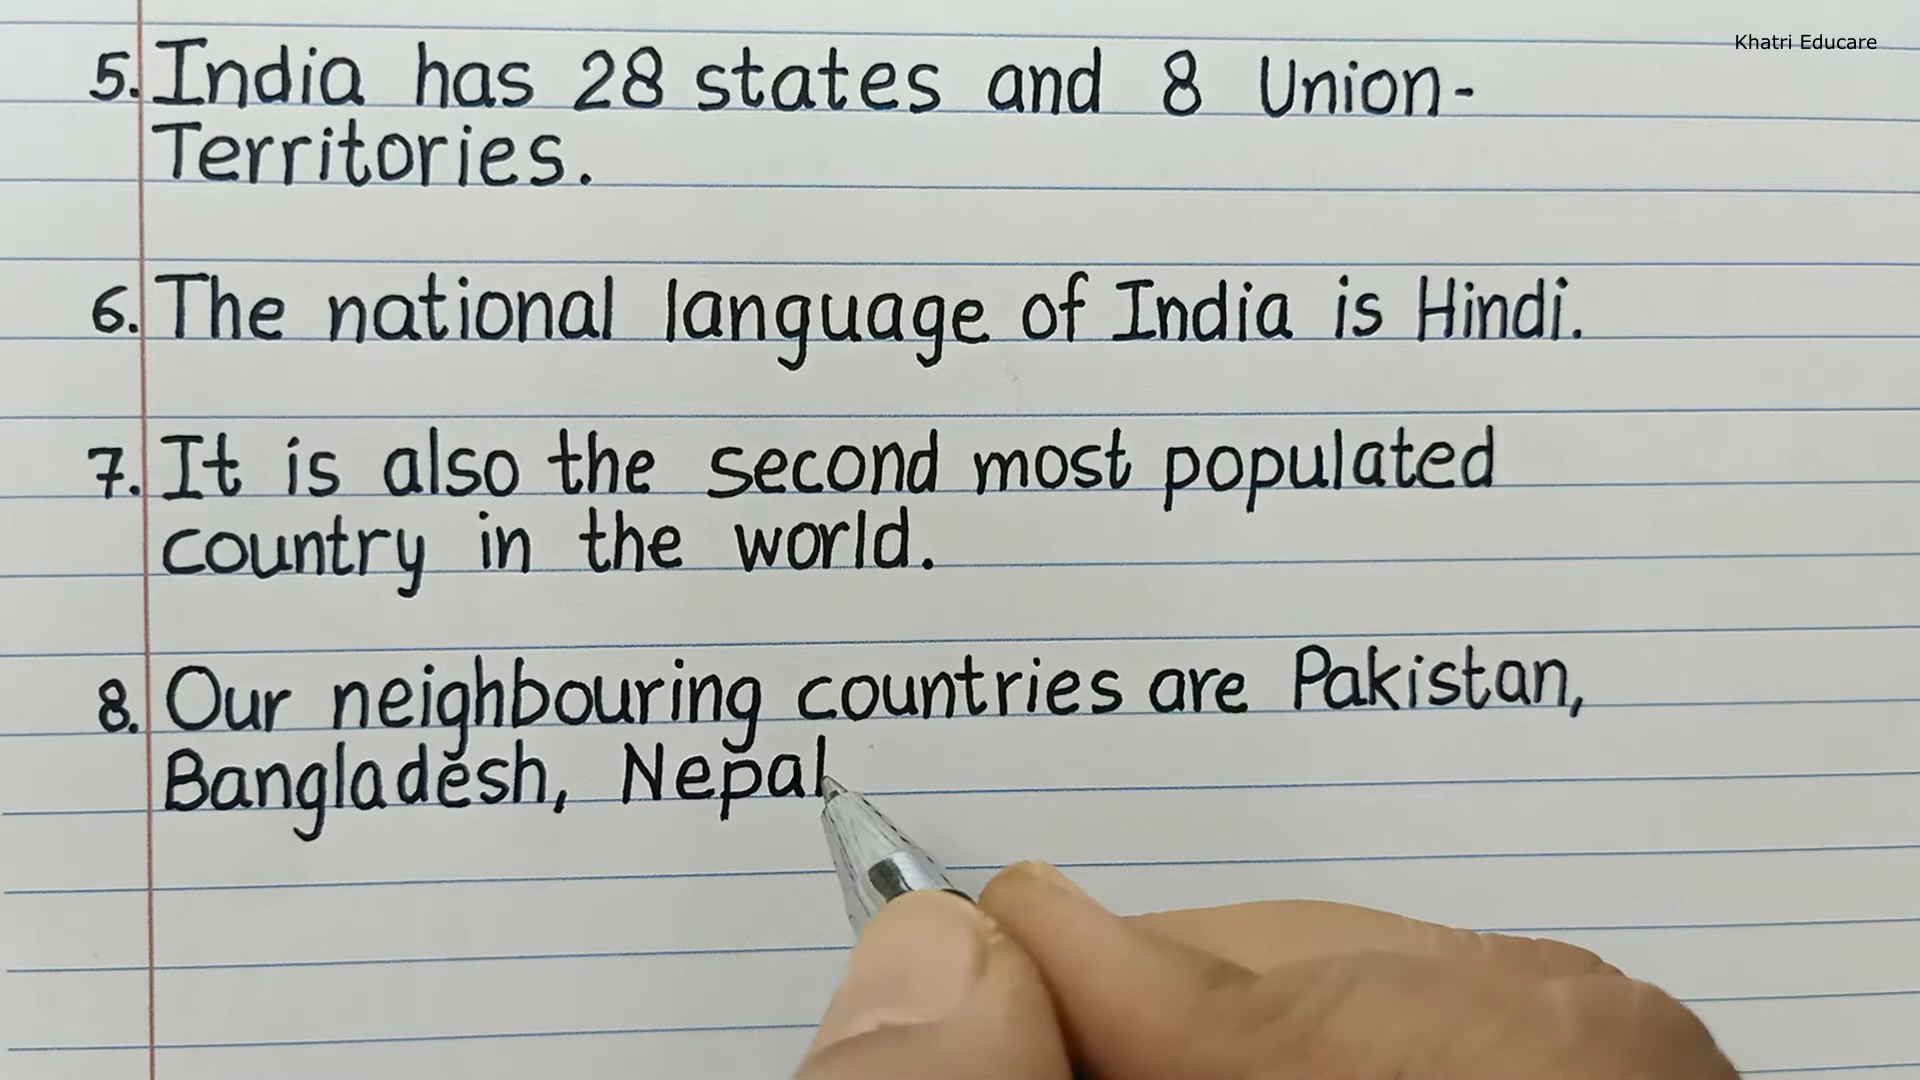 Khatri Educare
5. India has 28 states and 8 Union-
Territories.
6. The national language of India is Hindi.
7. It is also the second most populated
country in the world.
8. Our neighbouring countries are Pakistan,
Bangladesh, Nepal